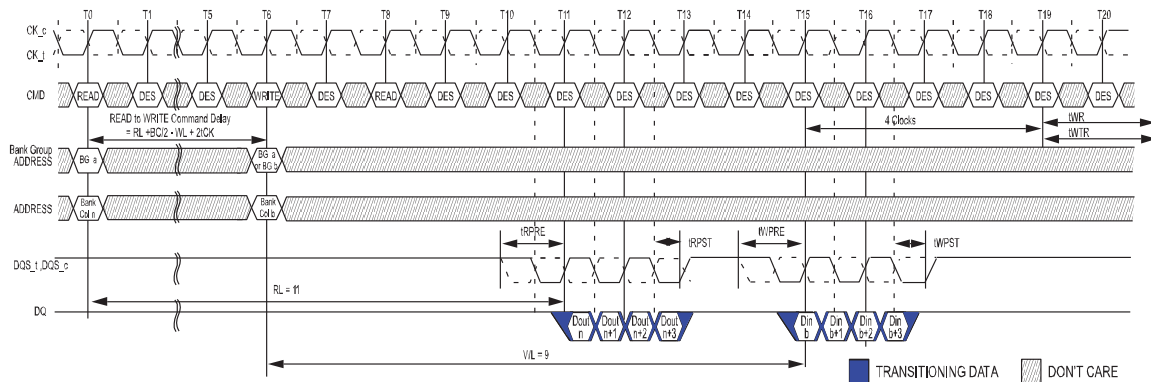 T0 T1 T5 T6 T7 T8 T9 T10 T11 T12 T13 T14 T15 T16 T17 T18 T19 T20
CK_c
CK_t
CMD READ DES DES WRITE DES READ DES DES DES DES DES DES DES DES DES DES DES DES
READ to WRITE Command Delay
= RL +BC/2 - WL + 2tCK
4 Clocks
tWR
tWTR
Bank Group
ADDRESS
BG a
BG a
or BG b
ADDRESS
Bank
Col n
Bank
Col b
tRPRE tRPST tWPRE tWPST
DQS_t ,DQS_c
RL = 11
DQ
Dout
n
Dout
n+1
Dout
n+2
Dout
n+3
Din
b
Din
b+1
Din
b+2
Din
b+3
WL = 9
TRANSITIONING DATA
DON'T CARE